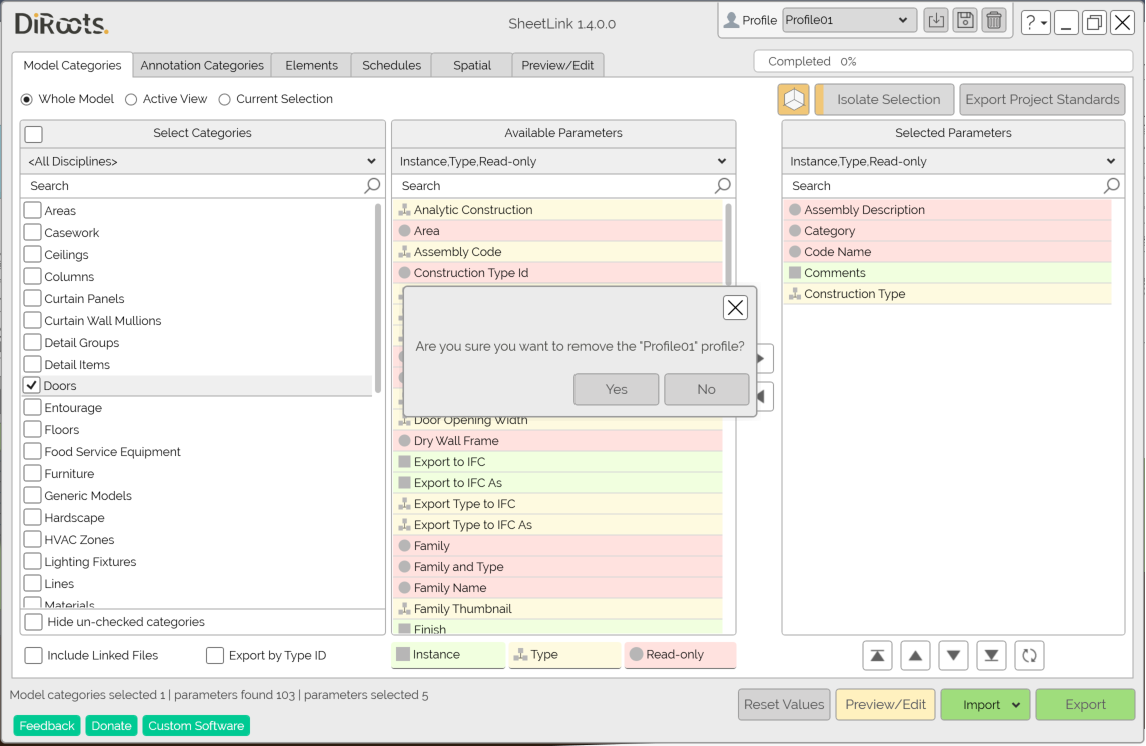 DiRoots.
SheetLink 1.4.0.0
Profile
Profile01
?
Model Categories
Annotation Categories
Elements
Schedules
Spatial
Preview/Edit
Completed 0%
Whole Model
Active View
Current Selection
Isolate Selection
Export Project Standards
Select Categories
<All Disciplines>
Search
Areas
Casework
Ceilings
Columns
Curtain Panels
Curtain Wall Mullions
Detail Groups
Detail Items
Doors
Entourage
Floors
Food Service Equipment
Furniture
Generic Models
Hardscape
HVAC Zones
Lighting Fixtures
Lines
Materials
Hide un-checked categories
Include Linked Files
Export by Type ID
Available Parameters
Instance,Type,Read-only
Search
Analytic Construction
Area
Assembly Code
Construction Type Id
Are you sure you want to remove the "Profile01" profile?
Yes
No
Door Opening Width
Dry Wall Frame
Export to IFC
Export to IFC As
Export Type to IFC
Export Type to IFC As
Family
Family and Type
Family Name
Family Thumbnail
Finish
Instance
Type
Read-only
Selected Parameters
Instance,Type,Read-only
Search
Assembly Description
Category
Code Name
Comments
Construction Type
Model categories selected 1 | parameters found 103 | parameters selected 5
Feedback
Donate
Custom Software
Reset Values
Preview/Edit
Import
Export